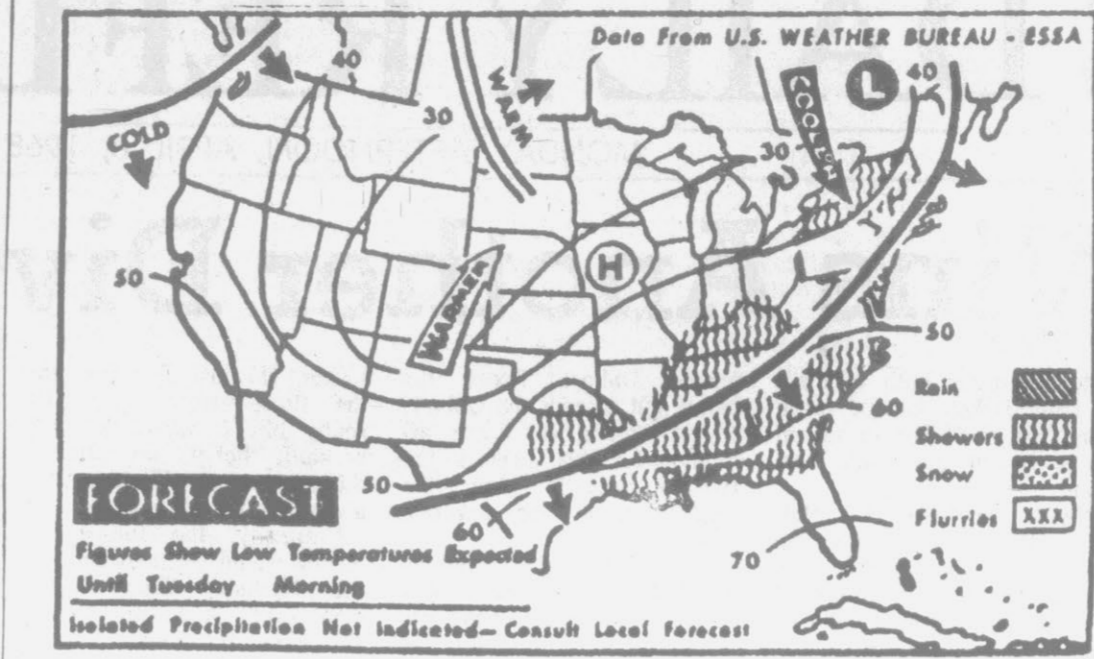 Data From U.S. WEATHER BUREAU - ESSA
40
40
COLD
30
WARM
COOLER
L
30
50
H
WARMER
50
Rain
60
Showers
50
Snow
FORECAST
60
Flurries XXX
70
Figures Show Low Temperatures Expected
Until Tuesday Morning
Isolated Precipitation Not Indicated— Consult Local Forecast